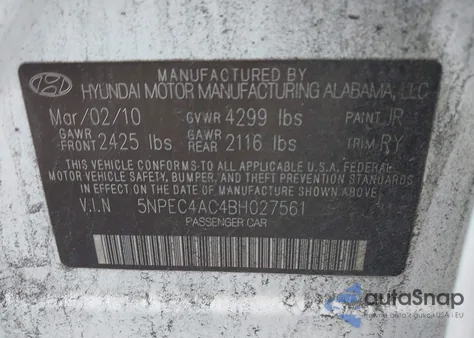 MANUFACTURED BY
HYUNDAI MOTOR MANUFACTURING ALABAMA, LLC
Mar/02/10 GVWR 4299 lbs PAINT JR
GAWR FRONT 2425 lbs GAWR REAR 2116 lbs TRIM RY
THIS VEHICLE CONFORMS TO ALL APPLICABLE U.S.A. FEDERAL
MOTOR VEHICLE SAFETY, BUMPER, AND THEFT PREVENTION STANDARDS
IN EFFECT ON THE DATE OF MANUFACTURE SHOWN ABOVE.
V.I.N 5NPEC4AC4BH027561
PASSENGER CAR
autoSnap